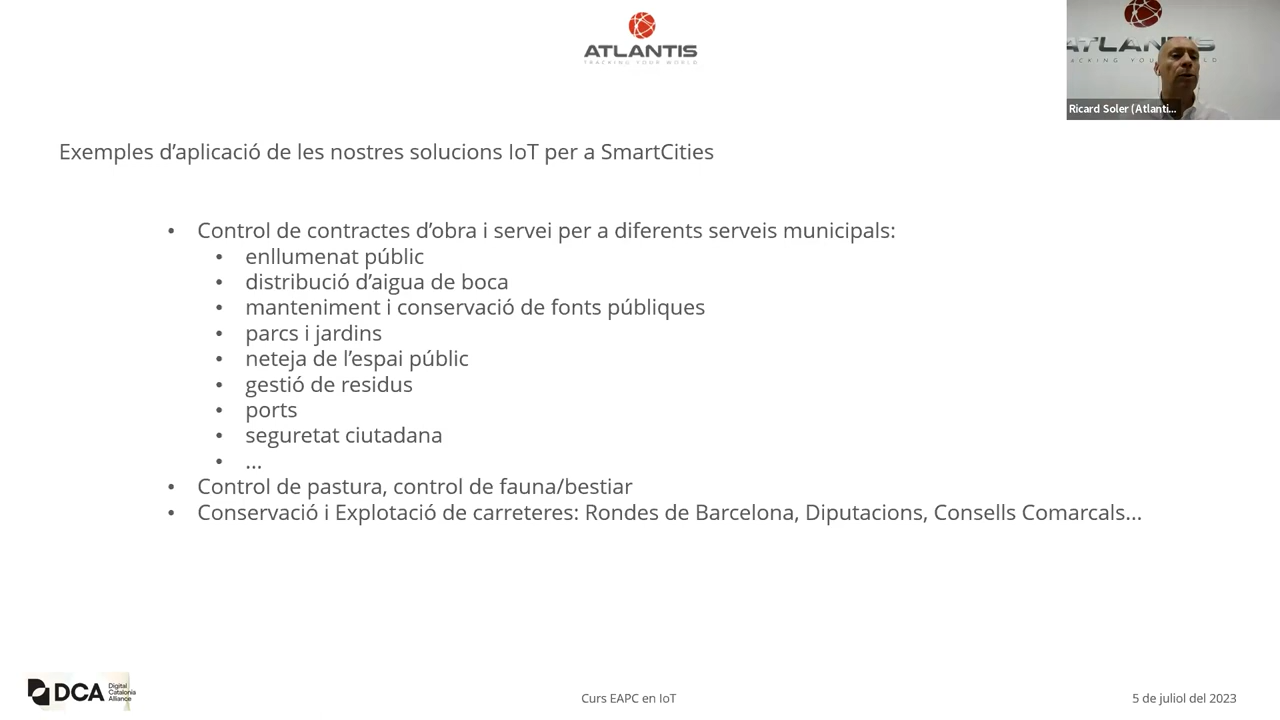 ATLANTIS
TRACKING YOUR WORLD
Ricard Soler (Atlanti...
Exemples d’aplicació de les nostres solucions IoT per a SmartCities
• Control de contractes d’obra i servei per a diferents serveis municipals:
• enllumenat públic
• distribució d’aigua de boca
• manteniment i conservació de fonts públiques
• parcs i jardins
• neteja de l’espai públic
• gestió de residus
• ports
• seguretat ciutadana
• ...
• Control de pastura, control de fauna/bestiar
• Conservació i Explotació de carreteres: Rondes de Barcelona, Diputacions, Consells Comarcals...
DCA Digital Catalonia Alliance
Curs EAPC en IoT
5 de juliol del 2023